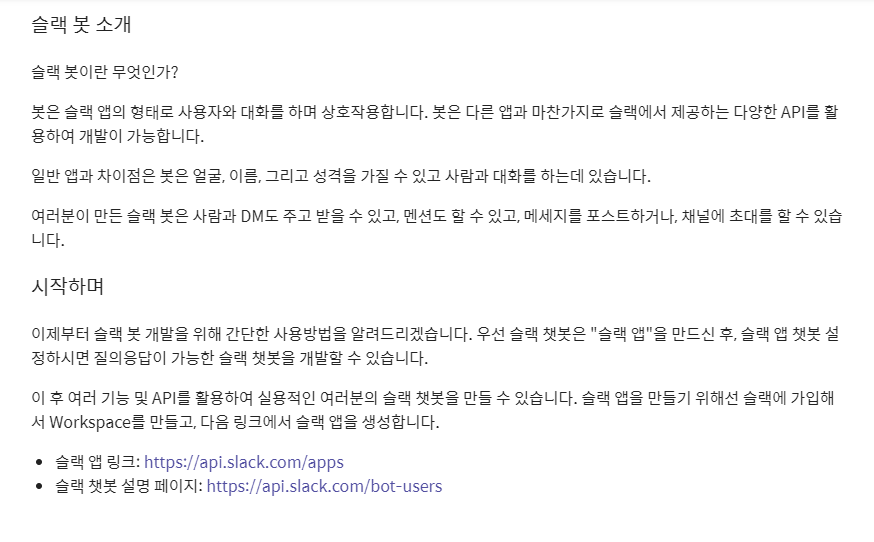 슬랙 봇 소개
슬랙 봇이란 무엇인가?
봇은 슬랙 앱의 형태로 사용자와 대화를 하며 상호작용합니다. 봇은 다른 앱과 마찬가지로 슬랙에서 제공하는 다양한 API를 활
용하여 개발이 가능합니다.
일반 앱과 차이점은 봇은 얼굴, 이름, 그리고 성격을 가질 수 있고 사람과 대화를 하는데 있습니다.
여러분이 만든 슬랙 봇은 사람과 DM도 주고 받을 수 있고, 멘션도 할 수 있고, 메세지를 포스트하거나, 채널에 초대를 할 수 있습
니다.
시작하며
이제부터 슬랙 봇 개발을 위해 간단한 사용방법을 알려드리겠습니다. 우선 슬랙 챗봇은 "슬랙 앱"을 만드신 후, 슬랙 앱 챗봇 설
정하시면 질의응답이 가능한 슬랙 챗봇을 개발할 수 있습니다.
이 후 여러 기능 및 API를 활용하여 실용적인 여러분의 슬랙 챗봇을 만들 수 있습니다. 슬랙 앱을 만들기 위해선 슬랙에 가입해
서 Workspace를 만들고, 다음 링크에서 슬랙 앱을 생성합니다.
• 슬랙 앱 링크: https://api.slack.com/apps
• 슬랙 챗봇 설명 페이지: https://api.slack.com/bot-users